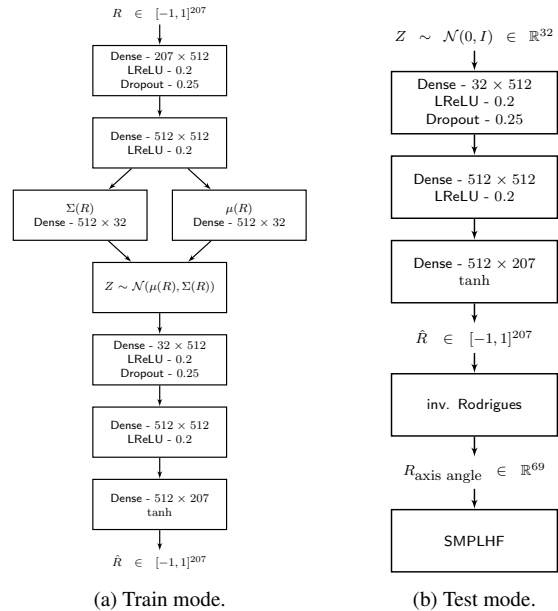 R ∈ [-1, 1]^207
Dense - 207 × 512
LReLU - 0.2
Dropout - 0.25
Dense - 512 × 512
LReLU - 0.2
Σ(R)
Dense - 512 × 32
μ(R)
Dense - 512 × 32
Z ∼ N(μ(R), Σ(R))
Dense - 32 × 512
LReLU - 0.2
Dropout - 0.25
Dense - 512 × 512
LReLU - 0.2
Dense - 512 × 207
tanh
R̂ ∈ [-1, 1]^207
(a) Train mode.
Z ∼ N(0, I) ∈ ℝ^32
Dense - 32 × 512
LReLU - 0.2
Dropout - 0.25
Dense - 512 × 512
LReLU - 0.2
Dense - 512 × 207
tanh
R̂ ∈ [-1, 1]^207
inv. Rodrigues
R_axis angle ∈ ℝ^69
SMPLHF
(b) Test mode.